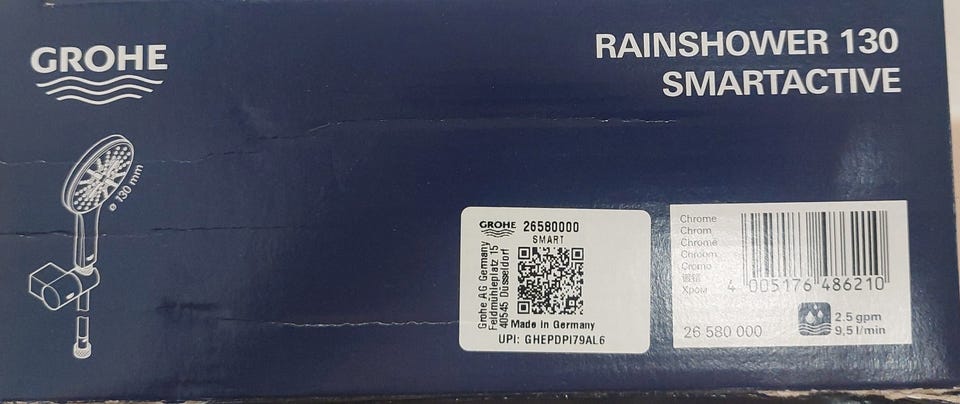 GROHE
RAINSHOWER 130
SMARTACTIVE
ø 130 mm
GROHE 26580000
SMART
Grohe AG Germany
Feldmühleplatz 15
40545 Düsseldorf
Made in Germany
UPI: GHEPDPI79AL6
Chrome
Chrom
Chromé
Chroom
Cromo
镀铬
Хром
4 005176 486210
26 580 000
2.5 gpm
9,5 l/min